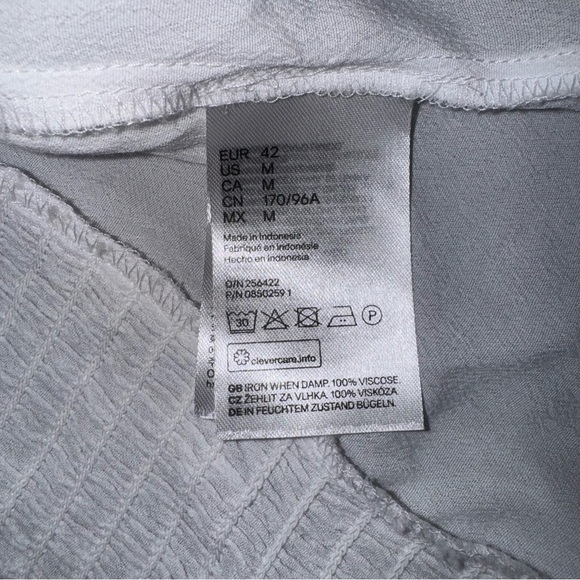 EUR 42
US M
CA M
CN 170/96A
MX M
Made in Indonesia
Fabriqué en Indonésie
Hecho en Indonesia
O/N 256422
P/N 0850259 1
30
P
clevercare.info
GB IRON WHEN DAMP. 100% VISCOSE.
CZ ŽEHLIT ZA VLHKA. 100% VISKÓZA
DE IN FEUCHTEM ZUSTAND BÜGELN.